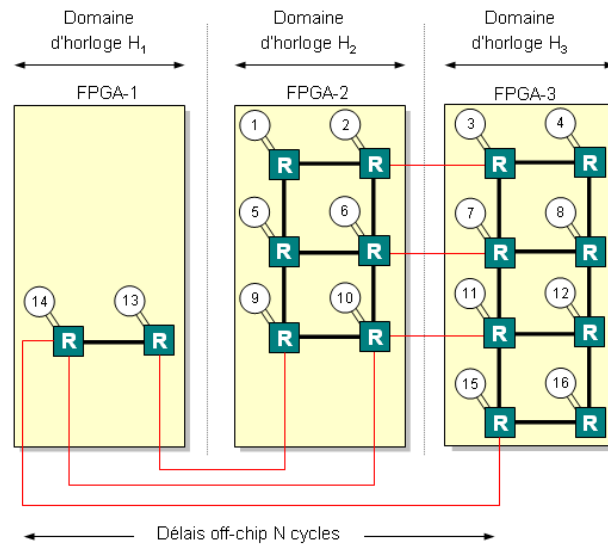 Domaine
d'horloge H1
Domaine
d'horloge H2
Domaine
d'horloge H3
FPGA-1
FPGA-2
FPGA-3
1
2
3
4
R
R
R
R
5
6
7
8
R
R
R
R
14
13
9
10
11
12
R
R
R
R
R
R
15
16
R
R
Délais off-chip N cycles